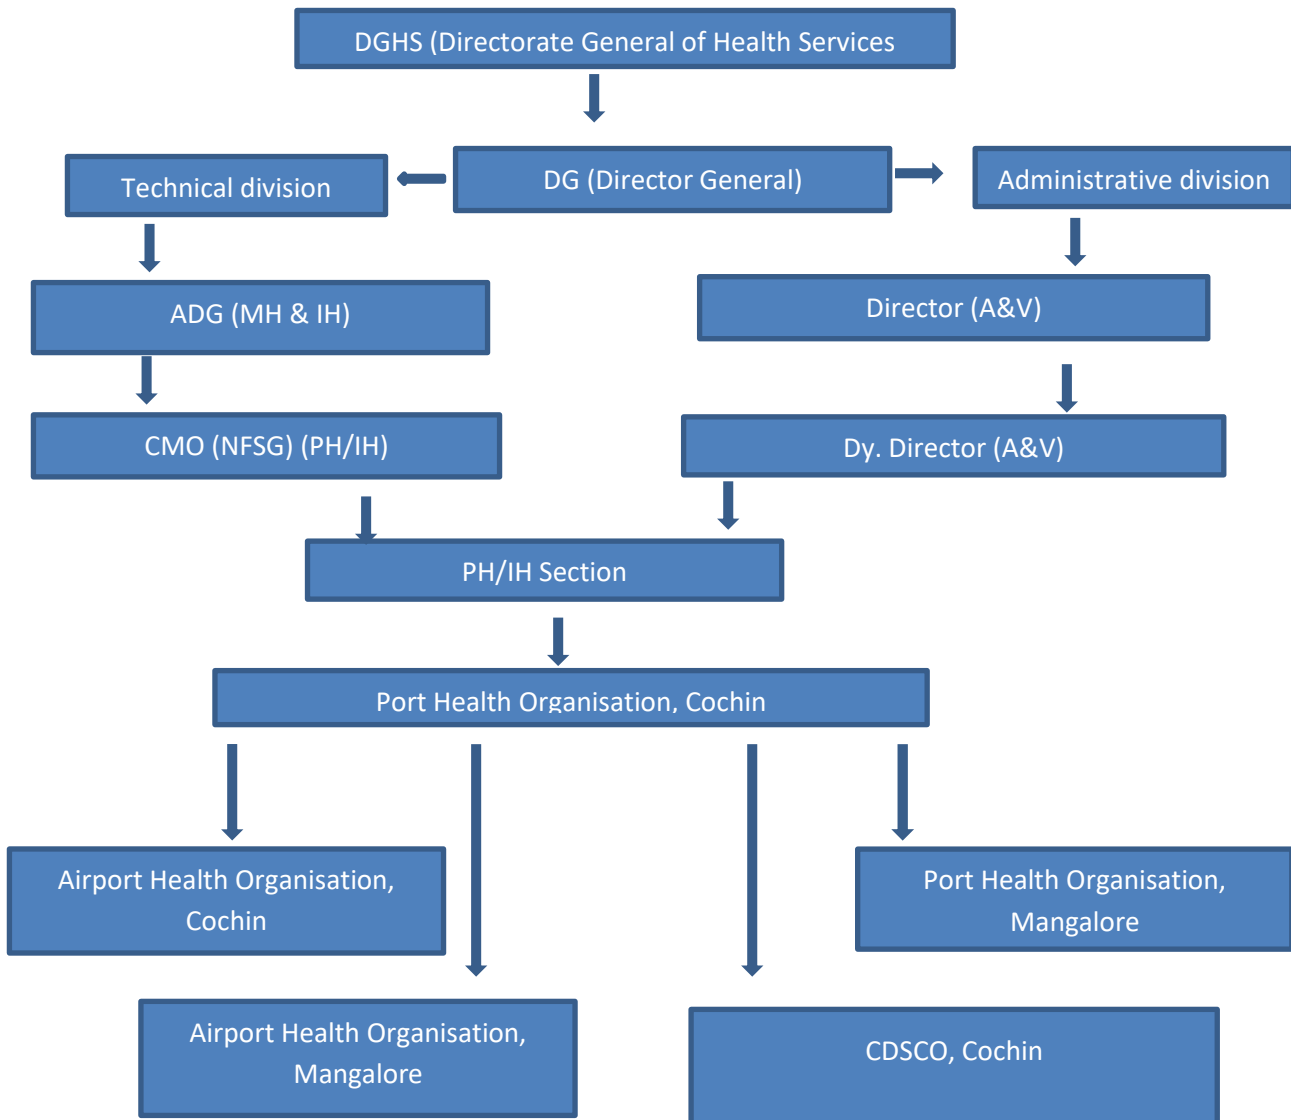 DGHS (Directorate General of Health Services
Technical division
DG (Director General)
Administrative division
ADG (MH & IH)
Director (A&V)
CMO (NFSG) (PH/IH)
Dy. Director (A&V)
PH/IH Section
Port Health Organisation, Cochin
Airport Health Organisation,
Cochin
Port Health Organisation,
Mangalore
Airport Health Organisation,
Mangalore
CDSCO, Cochin